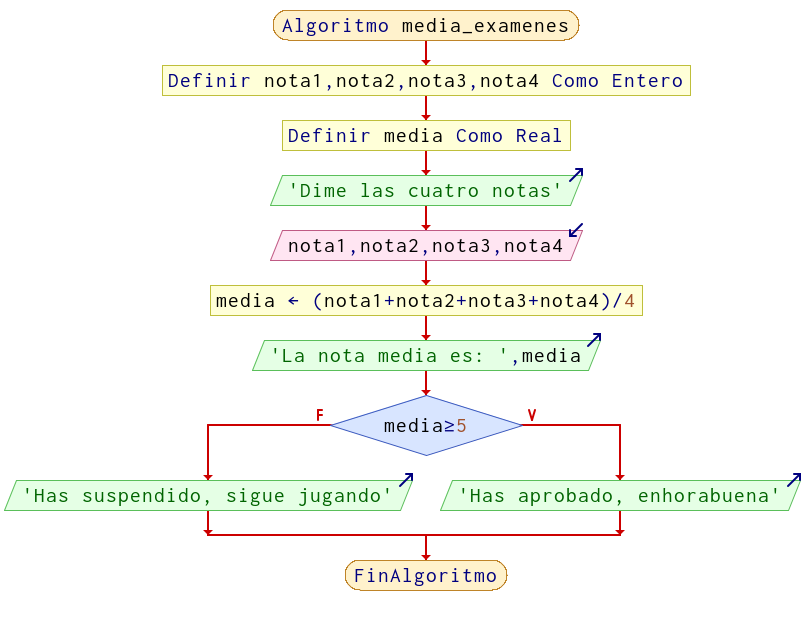 Algoritmo media_examenes
Definir nota1,nota2,nota3,nota4 Como Entero
Definir media Como Real
'Dime las cuatro notas'
nota1,nota2,nota3,nota4
media ← (nota1+nota2+nota3+nota4)/4
'La nota media es: ',media
F
V
media≥5
'Has suspendido, sigue jugando'
'Has aprobado, enhorabuena'
FinAlgoritmo